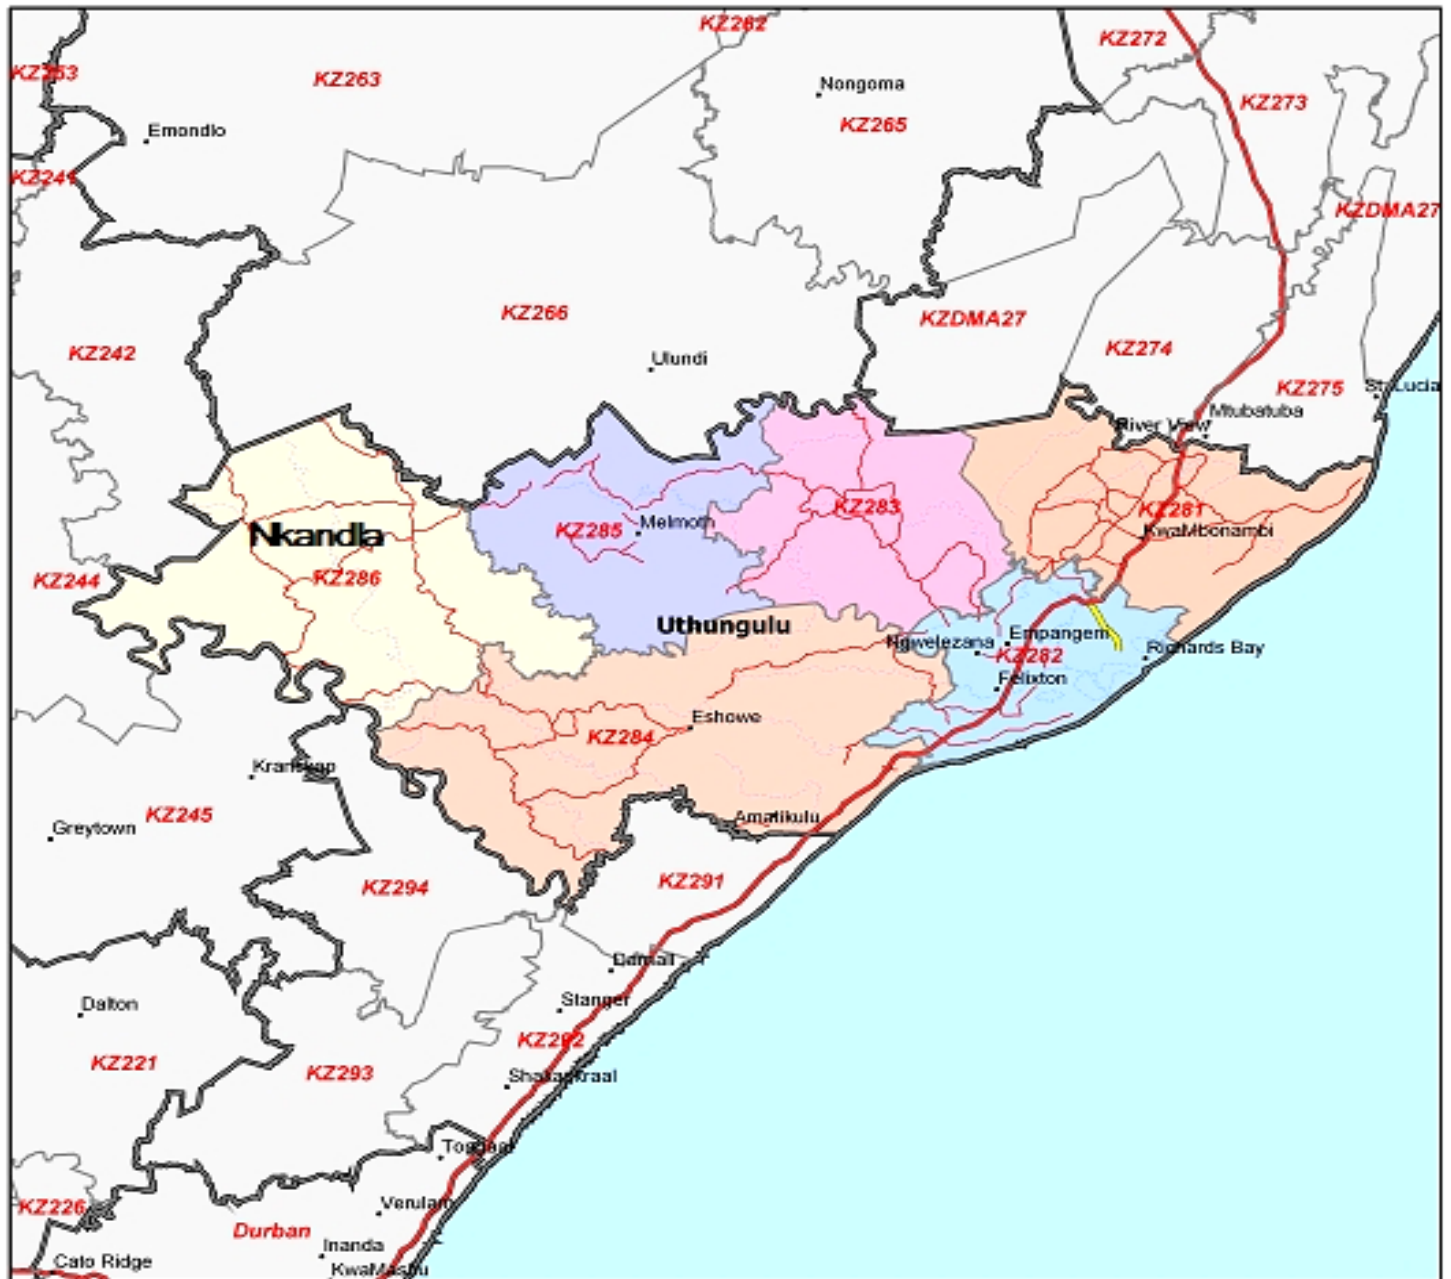 KZ262
KZ272
KZ253
KZ263
Nongoma
KZ273
KZ265
Emondlo
KZ241
KZDMA27
KZ266
KZDMA27
KZ242
KZ274
Ulundi
KZ275
St. Lucia
Mtubatuba
River View
KZ283
KZ281
KZ285
Melmoth
KwaMbonambi
Nkandla
KZ244
KZ286
Uthungulu
Ngwelezana
Empangeni
KZ282
Richards Bay
Felixton
Eshowe
KZ284
Kranskop
KZ245
Greytown
Amatikulu
KZ294
KZ291
Darnall
Dalton
Stanger
KZ292
KZ221
KZ293
Shakaskraal
Tongaat
KZ226
Verulam
Durban
Inanda
Cato Ridge
KwaMashu